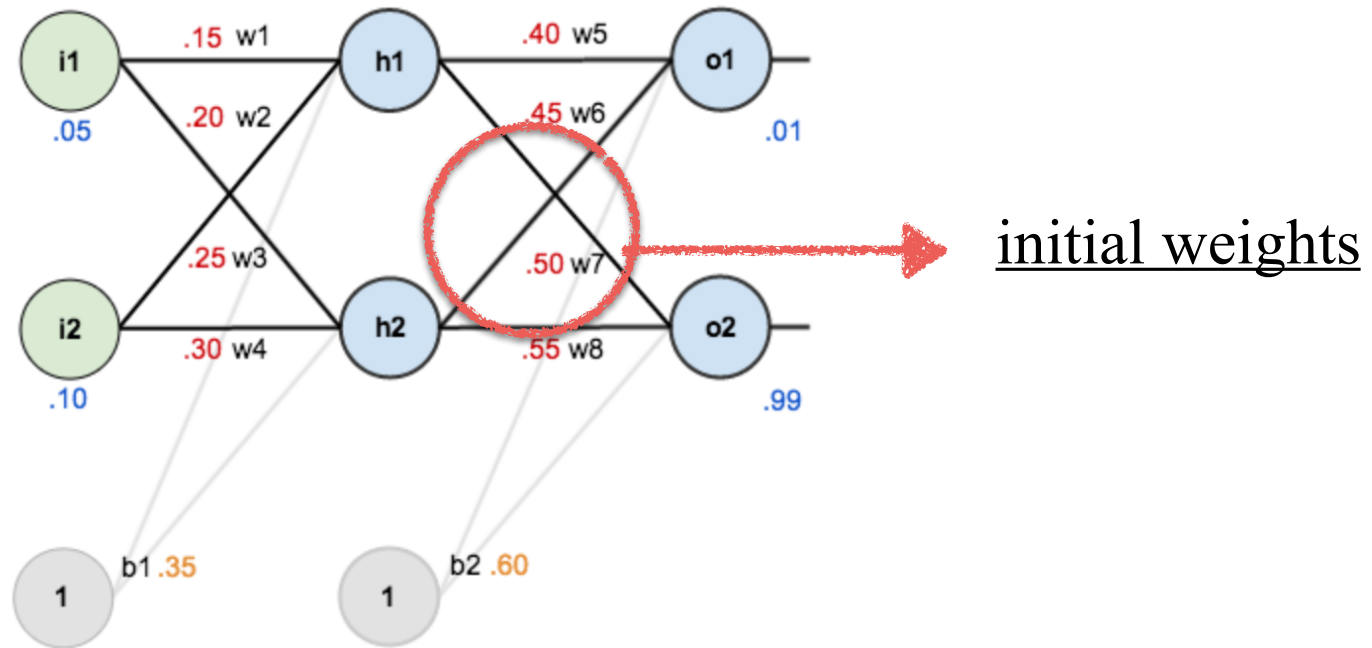 i1
.15 w1
h1
.40 w5
o1
.05
.20 w2
.45 w6
.01
initial weights
.25 w3
.50 w7
i2
.30 w4
h2
.55 w8
o2
.10
.99
1
b1 .35
1
b2 .60